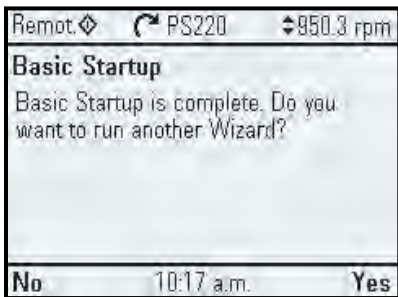 Remot. PS220 950.3 rpm
Basic Startup
Basic Startup is complete. Do you
want to run another Wizard?
No 10:17 a.m. Yes